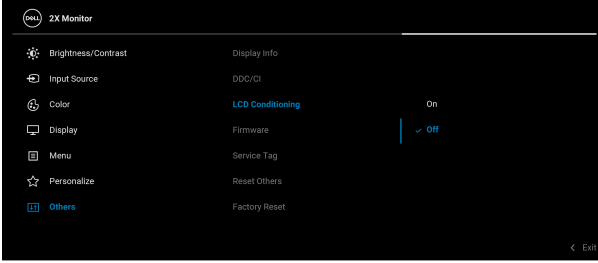 DELL 2X Monitor
Brightness/Contrast Display Info
Input Source DDC/CI
Color LCD Conditioning On
Display Firmware Off
Menu Service Tag
Personalize Reset Others
Others Factory Reset
Exit